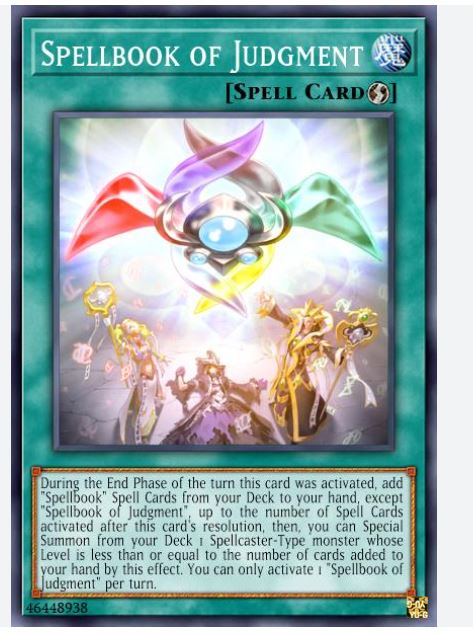 Spellbook of Judgment
[Spell Card]
During the End Phase of the turn this card was activated, add
"Spellbook" Spell Cards from your Deck to your hand, except
"Spellbook of Judgment", up to the number of Spell Cards
activated after this card's resolution, then, you can Special
Summon from your Deck 1 Spellcaster-Type monster whose
Level is less than or equal to the number of cards added to
your hand by this effect. You can only activate 1 "Spellbook of
Judgment" per turn.
46448938